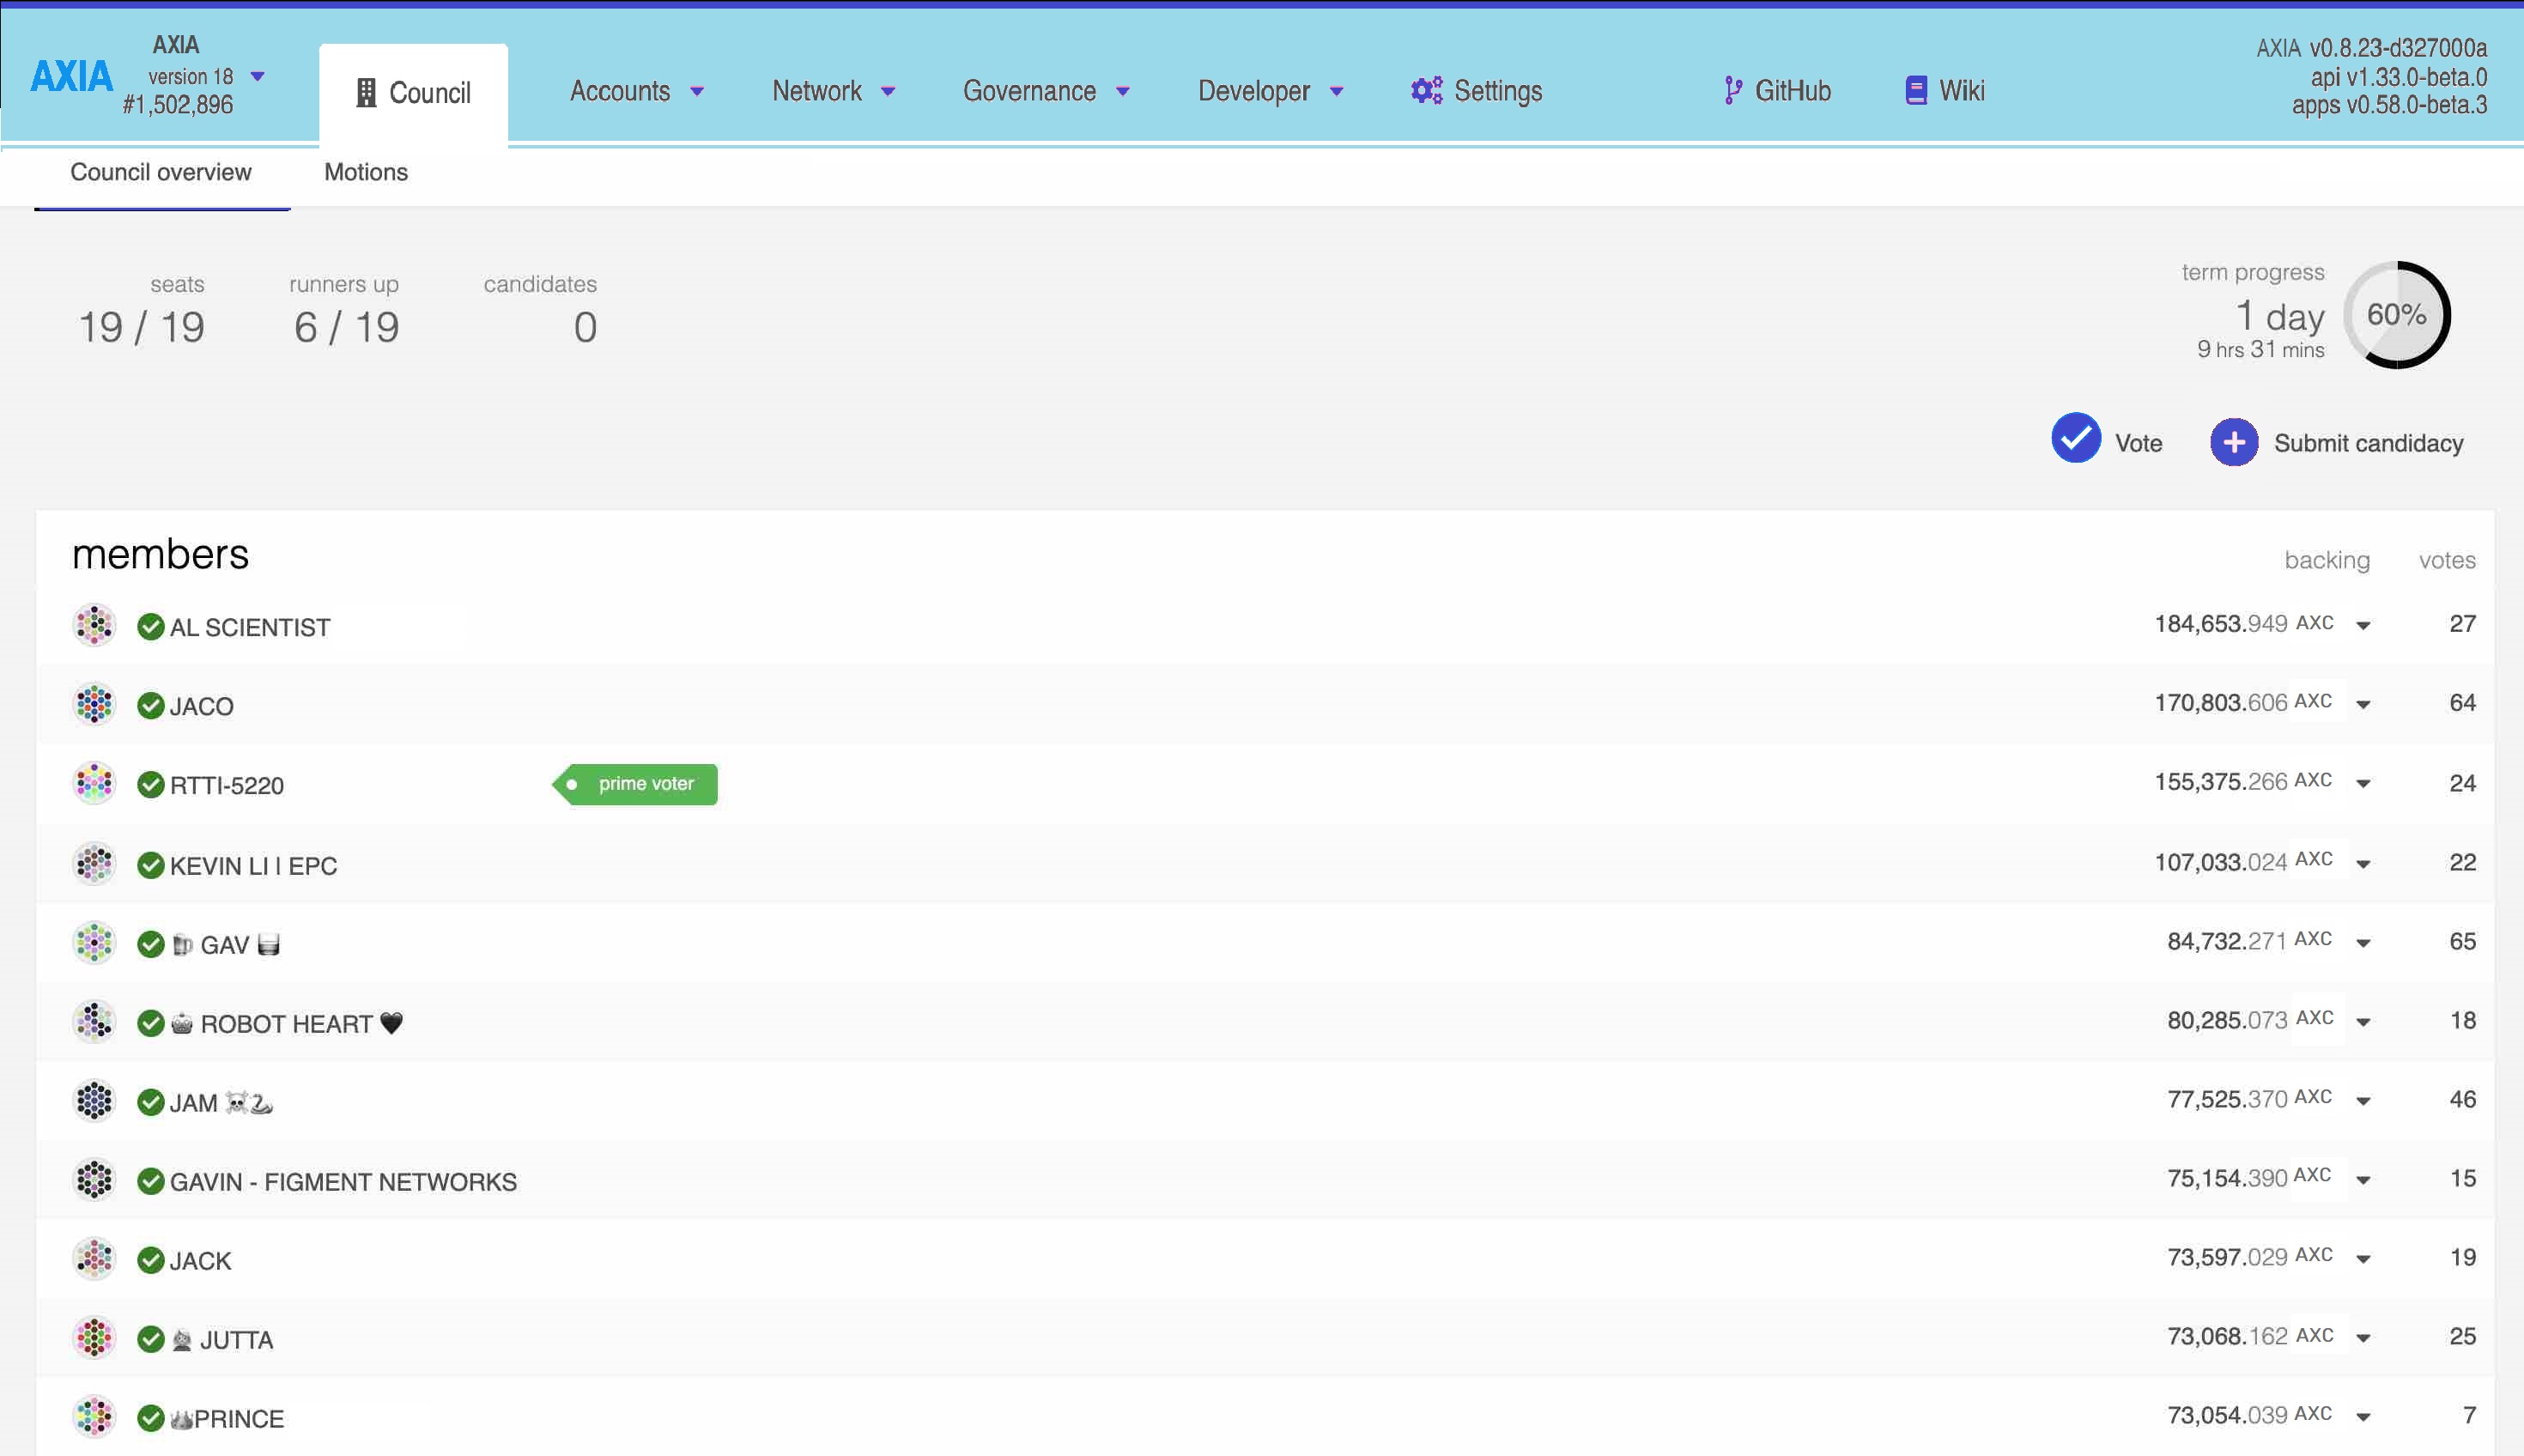 AXIA
AXIA
version 18
#1,502,896
Council
Accounts
Network
Governance
Developer
Settings
GitHub
Wiki
AXIA v0.8.23-d327000a
api v1.33.0-beta.0
apps v0.58.0-beta.3
Council overview
Motions
seats
19 / 19
runners up
6 / 19
candidates
0
term progress
1 day
9 hrs 31 mins
60%
Vote
Submit candidacy
members backing votes
AL SCIENTIST 184,653.949 AXC 27
JACO 170,803.606 AXC 64
RTTI-5220 prime voter 155,375.266 AXC 24
KEVIN LI I EPC 107,033.024 AXC 22
🍺 GAV 🥃 84,732.271 AXC 65
🤖 ROBOT HEART 🖤 80,285.073 AXC 18
JAM ☠️🐍 77,525.370 AXC 46
GAVIN - FIGMENT NETWORKS 75,154.390 AXC 15
JACK 73,597.029 AXC 19
JUTTA 73,068.162 AXC 25
👑PRINCE 73,054.039 AXC 7